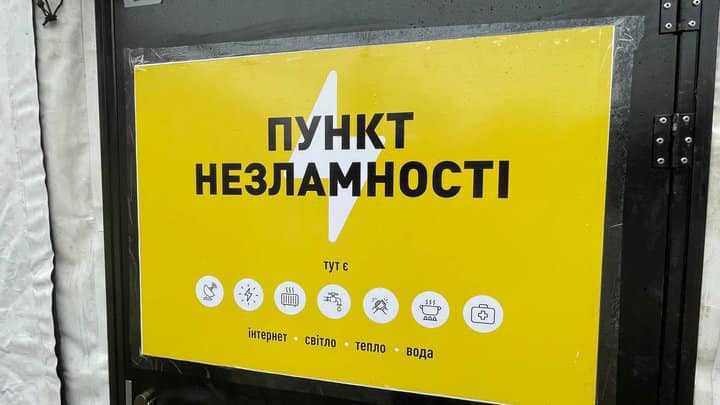 ПУНКТ
НЕЗЛАМНОСТІ
тут є
інтернет • світло • тепло • вода